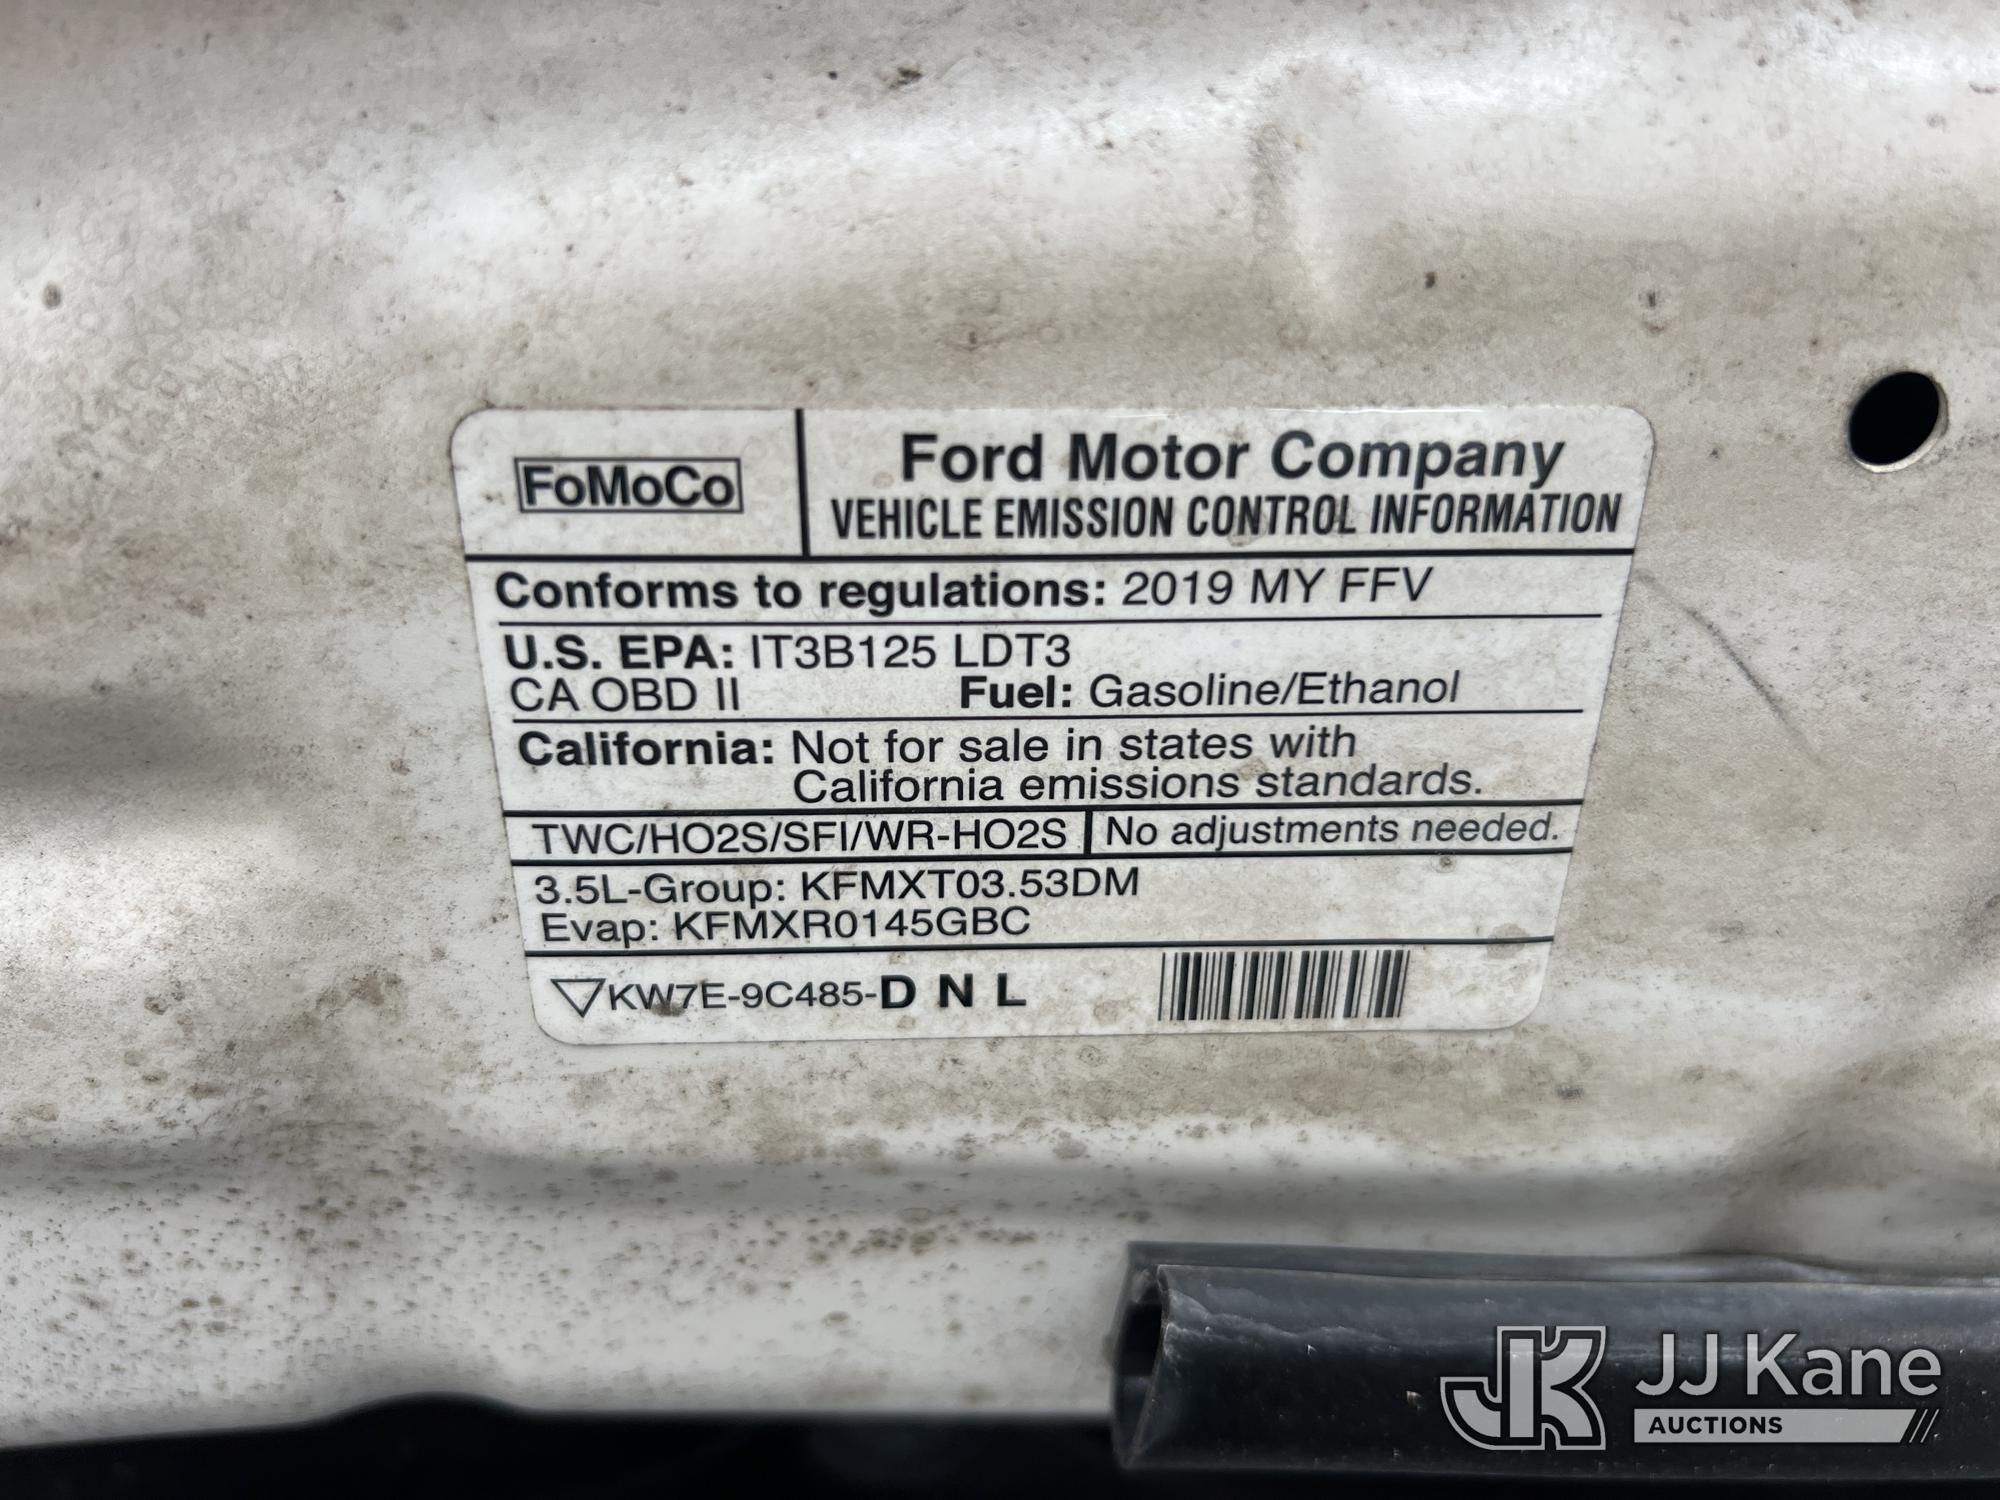 FoMoCo
Ford Motor Company
VEHICLE EMISSION CONTROL INFORMATION
Conforms to regulations: 2019 MY FFV
U.S. EPA: IT3B125 LDT3
CA OBD II Fuel: Gasoline/Ethanol
California: Not for sale in states with
California emissions standards.
TWC/HO2S/SFI/WR-HO2S No adjustments needed.
3.5L-Group: KFMXT03.53DM
Evap: KFMXR0145GBC
KW7E-9C485-D N L
JK JJ Kane
AUCTIONS